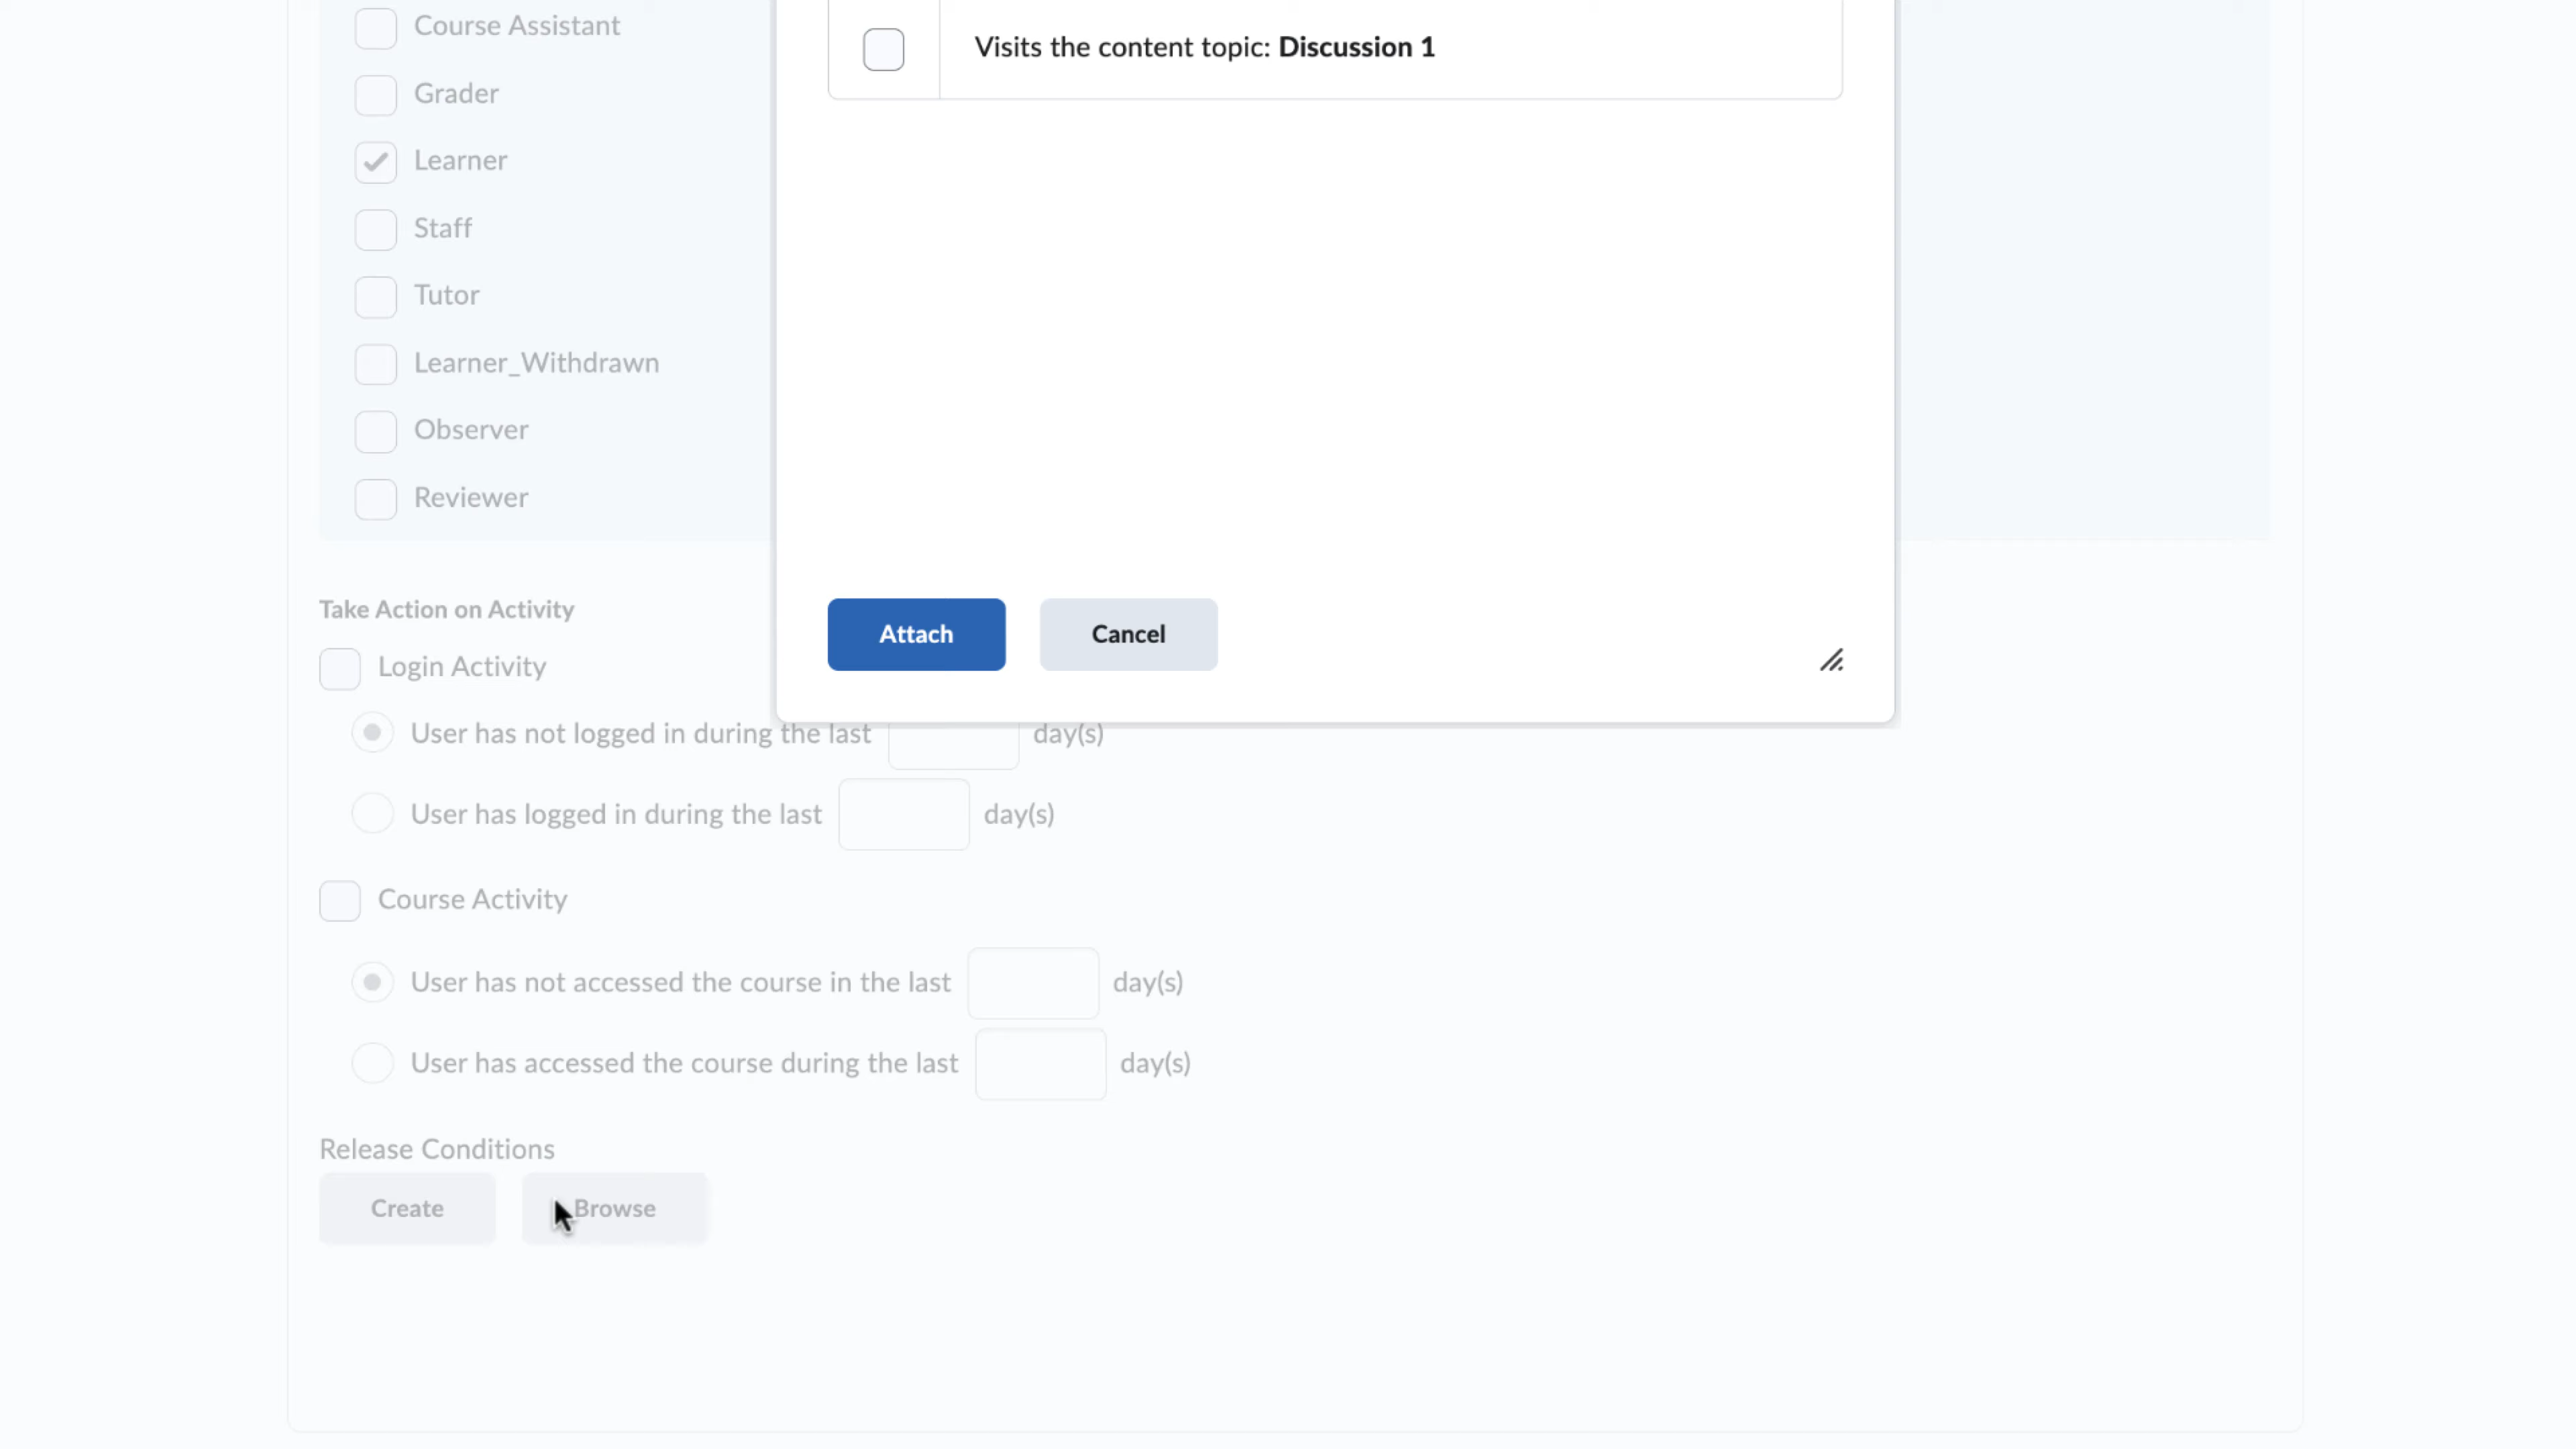 Course Assistant
Visits the content topic: Discussion 1
Grader
Learner
Staff
Tutor
Learner_Withdrawn
Observer
Reviewer
Attach
Cancel
Take Action on Activity
Login Activity
User has not logged in during the last day(s)
User has logged in during the last day(s)
Course Activity
User has not accessed the course in the last day(s)
User has accessed the course during the last day(s)
Release Conditions
Create
Browse